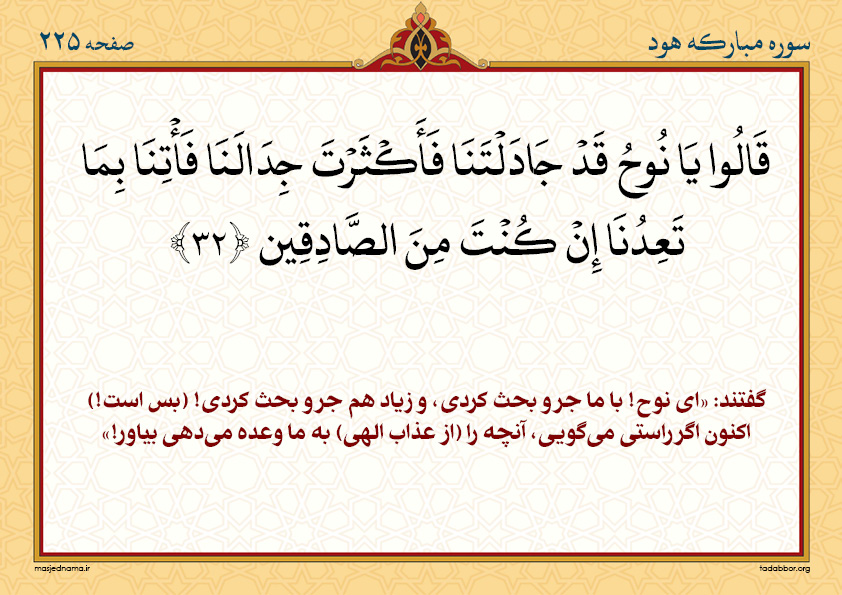 سوره مبارکه هود
صفحه ۲۲۵
قَالُوا يَا نُوحُ قَدْ جَادَلْتَنَا فَأَكْثَرْتَ جِدَالَنَا فَأْتِنَا بِمَا
تَعِدُنَا إِنْ كُنْتَ مِنَ الصَّادِقِين ﴿۳۲﴾
گفتند: «ای نوح! با ما جر و بحث کردی، و زیاد هم جر و بحث کردی! (بس است!)
اکنون اگر راستی می‌گویی، آنچه را (از عذاب الهی) به ما وعده می‌دهی بیاور!»
masjednama.ir
tadabbor.org